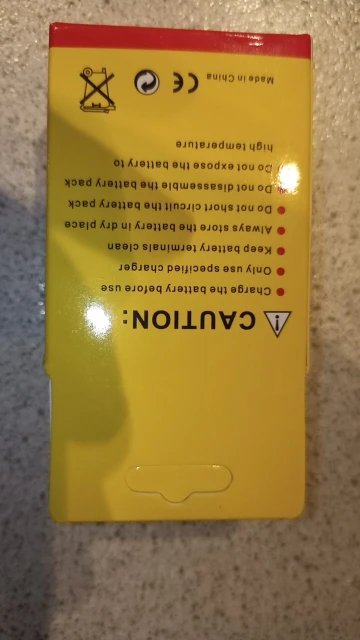 CAUTION:
Charge the battery before use
Only use specified charger
Keep battery terminals clean
Always store the battery in dry place
Do not short circuit the battery pack
Do not disassemble the battery pack
Do not expose the battery to
high temperature
CE
Made in China